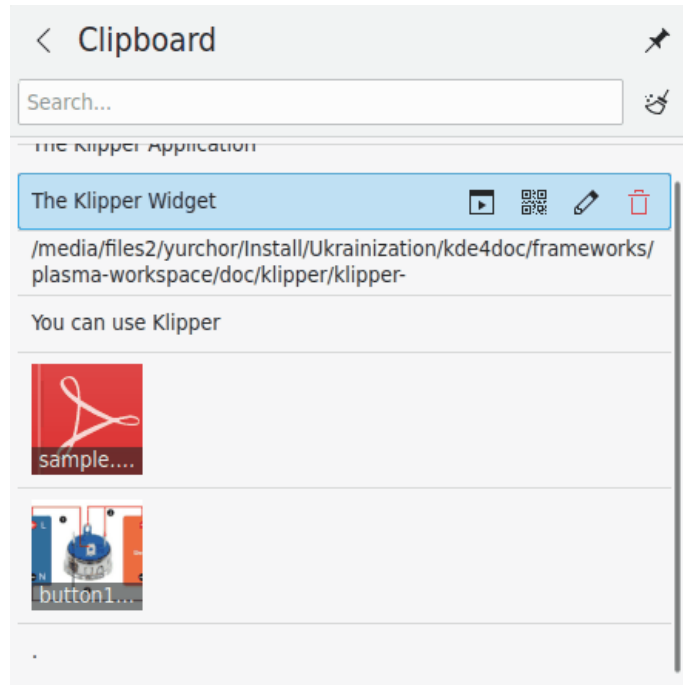 Clipboard
Search...
The Klipper Application
The Klipper Widget
/media/files2/yurchor/Install/Ukrainization/kde4doc/frameworks/
plasma-workspace/doc/klipper/klipper-
You can use Klipper
sample....
L
N
button1...
.